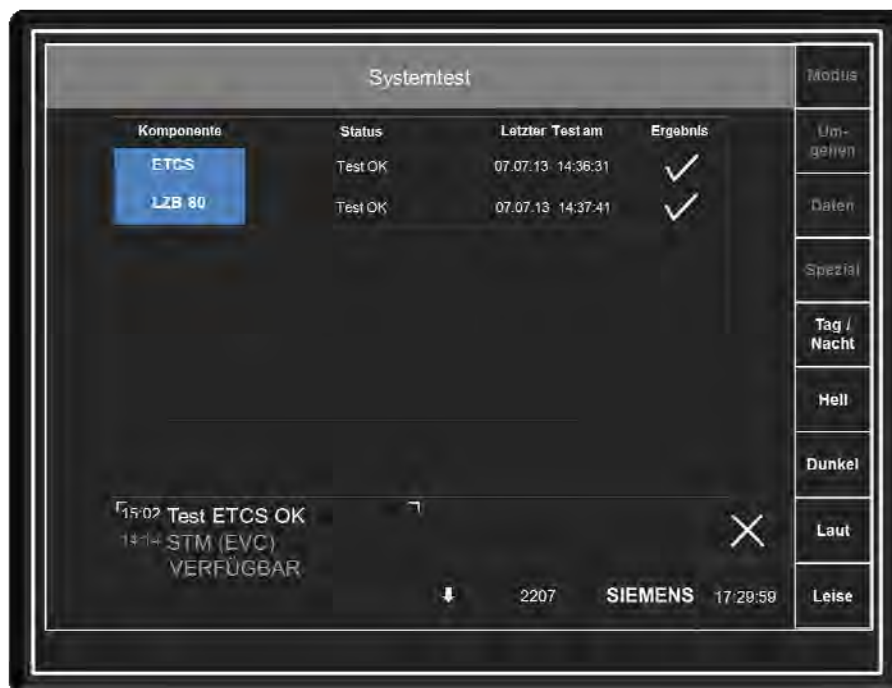 Systemtest
Komponente Status Letzter Test am Ergebnis
ETCS Test OK 07.07.13 14:36:31
LZB 80 Test OK 07.07.13 14:37:41
15:02 Test ETCS OK
STM (EVC)
VERFÜGBAR
2207 SIEMENS 17:29:59
Modus
Um-
gehen
Daten
Spezial
Tag /
Nacht
Hell
Dunkel
Laut
Leise